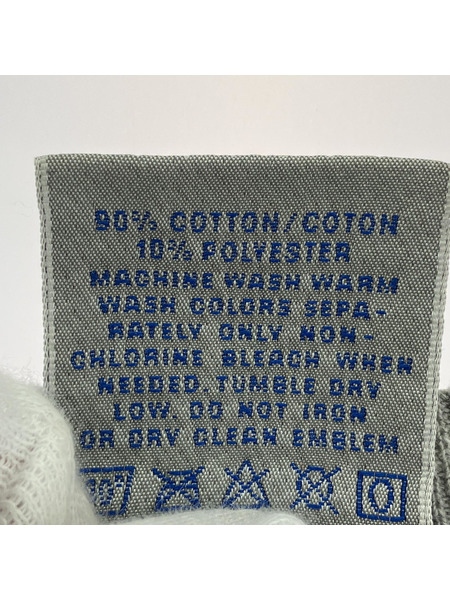 90% COTTON/COTON
10% POLYESTER
MACHINE WASH WARM
WASH COLORS SEPA-
RATELY ONLY NON-
CHLORINE BLEACH WHEN
NEEDED. TUMBLE DRY
LOW. DO NOT IRON
OR DRY CLEAN EMBLEM